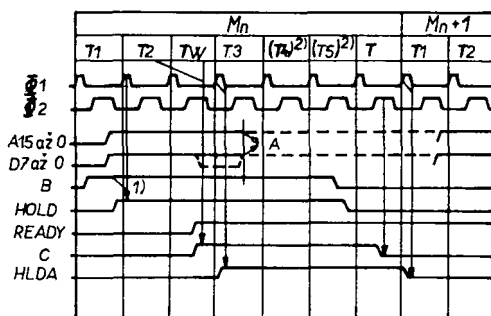 Mn Mn+1
T1 T2 TW T3 (T4)2) (T5)2) T T1 T2
Φ1
Φ2
A15 až 0 A
D7 až 0
B 1)
HOLD
READY
C
HLDA